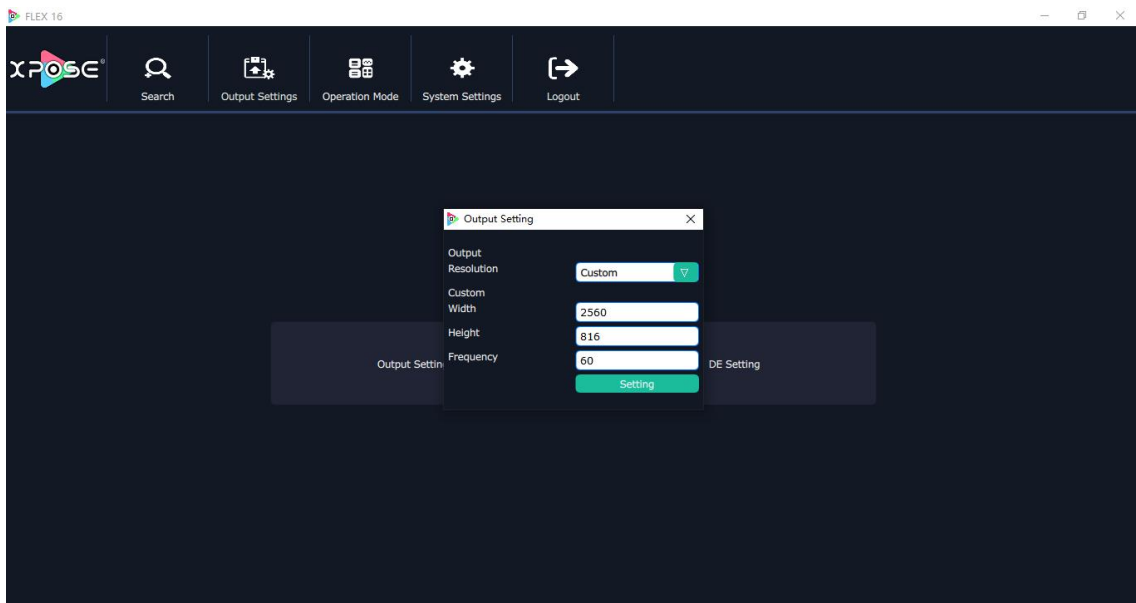 FLEX 16
XPOSE®
Search
Output Settings
Operation Mode
System Settings
Logout
Output Setting
Output
Resolution
Custom
Custom
Width
2560
Height
816
Frequency
60
Setting
Output Settin
DE Setting